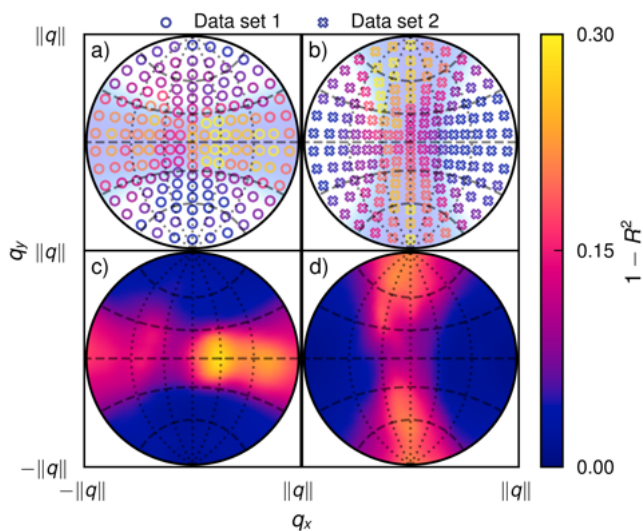 Data set 1 Data set 2
‖q‖
a) b)
0.30
q_y
‖q‖
c) d)
0.15
1 − R²
−‖q‖
0.00
−‖q‖ ‖q‖ ‖q‖
q_x